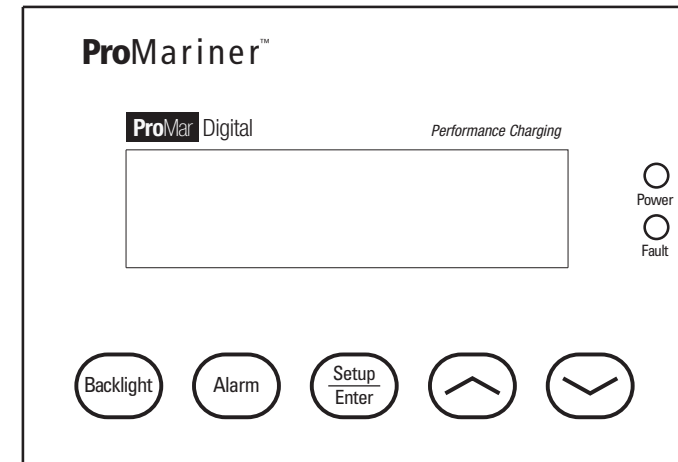 ProMariner™
ProMar Digital
Performance Charging
Power
Fault
Backlight
Alarm
Setup
Enter